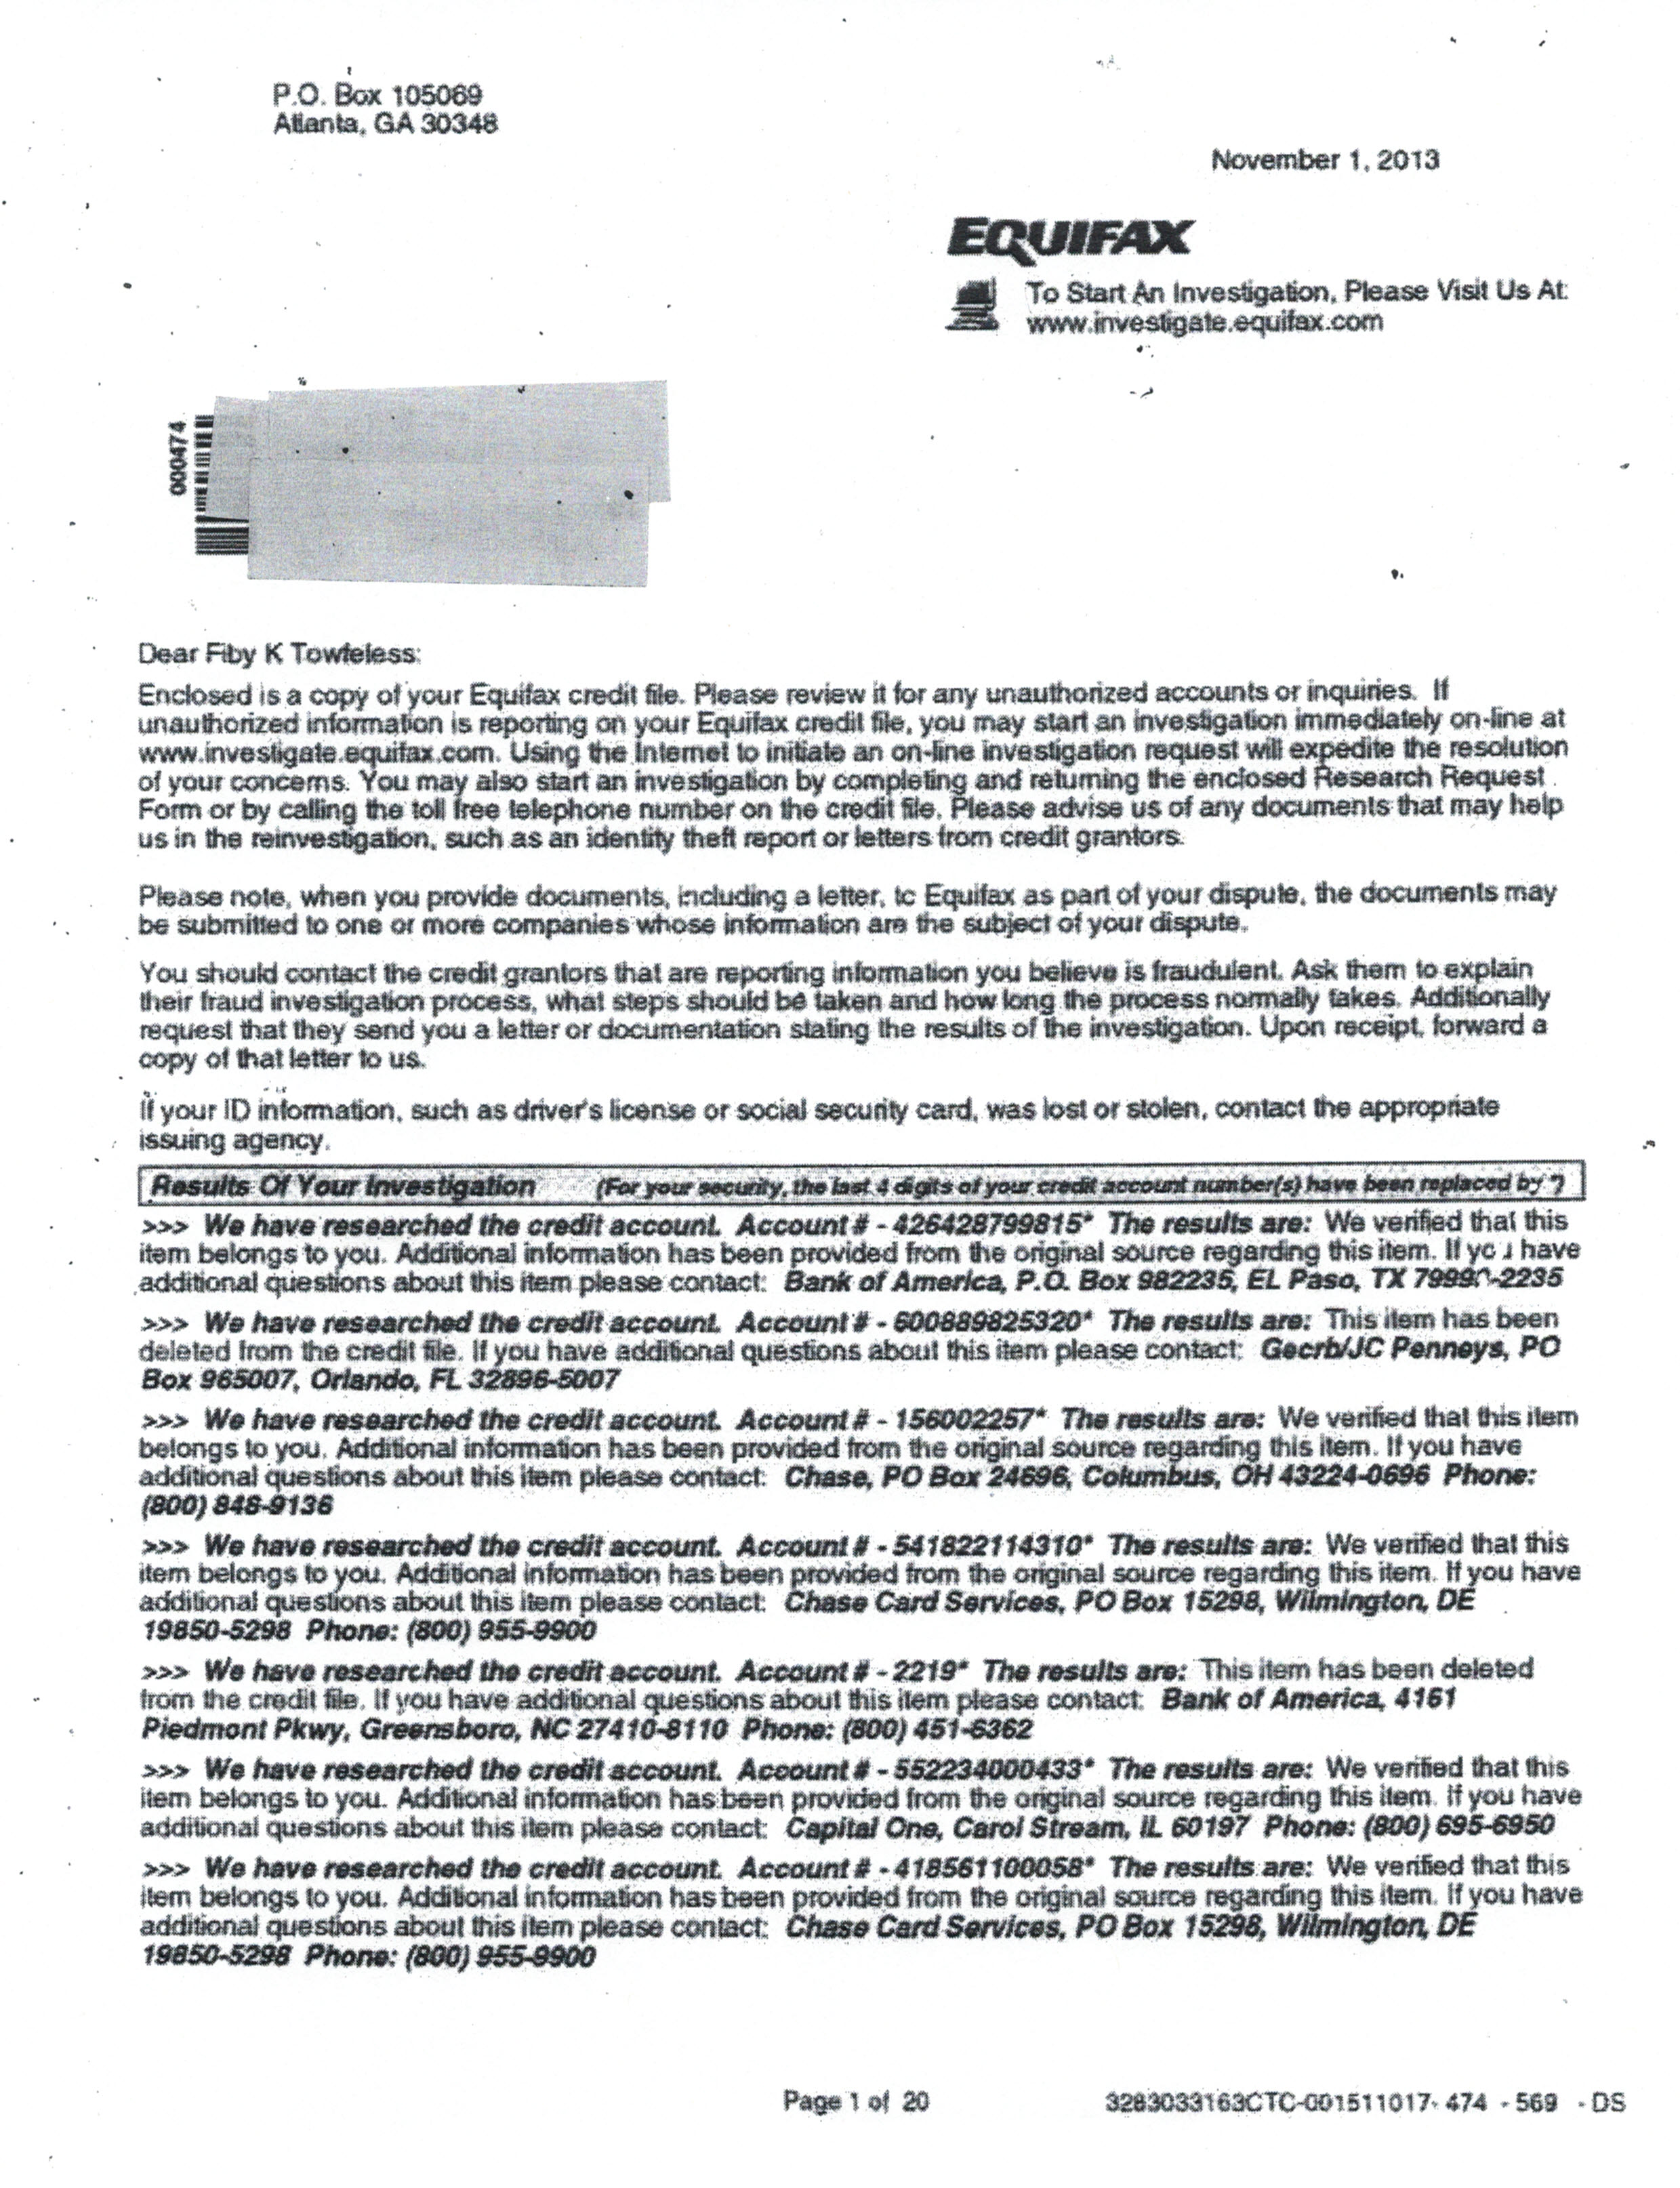 P.O. Box 105069
Atlanta, GA 30348
November 1, 2013
EQUIFAX
To Start An Investigation, Please Visit Us At:
www.investigate.equifax.com
000474
Dear Fiby K Towfeless:
Enclosed is a copy of your Equifax credit file. Please review it for any unauthorized accounts or inquiries. If
unauthorized information is reporting on your Equifax credit file, you may start an investigation immediately on-line at
www.investigate.equifax.com. Using the Internet to initiate an on-line investigation request will expedite the resolution
of your concerns. You may also start an investigation by completing and returning the enclosed Research Request
Form or by calling the toll free telephone number on the credit file. Please advise us of any documents that may help
us in the reinvestigation, such as an identity theft report or letters from credit grantors.
Please note, when you provide documents, including a letter, to Equifax as part of your dispute, the documents may
be submitted to one or more companies whose information are the subject of your dispute.
You should contact the credit grantors that are reporting information you believe is fraudulent. Ask them to explain
their fraud investigation process, what steps should be taken and how long the process normally takes. Additionally
request that they send you a letter or documentation stating the results of the investigation. Upon receipt, forward a
copy of that letter to us.
If your ID information, such as driver's license or social security card, was lost or stolen, contact the appropriate
issuing agency.
Results Of Your Investigation (For your security, the last 4 digits of your credit account number(s) have been replaced by *)
>>> We have researched the credit account. Account # - 426428799815* The results are: We verified that this
item belongs to you. Additional information has been provided from the original source regarding this item. If you have
additional questions about this item please contact: Bank of America, P.O. Box 982235, EL Paso, TX 79998-2235
>>> We have researched the credit account. Account # - 600889825320* The results are: This item has been
deleted from the credit file. If you have additional questions about this item please contact: Gecrb/JC Penneys, PO
Box 965007, Orlando, FL 32896-5007
>>> We have researched the credit account. Account # - 156002257* The results are: We verified that this item
belongs to you. Additional information has been provided from the original source regarding this item. If you have
additional questions about this item please contact: Chase, PO Box 24696, Columbus, OH 43224-0696 Phone:
(800) 848-9136
>>> We have researched the credit account. Account # - 541822114310* The results are: We verified that this
item belongs to you. Additional information has been provided from the original source regarding this item. If you have
additional questions about this item please contact: Chase Card Services, PO Box 15298, Wilmington, DE
19850-5298 Phone: (800) 955-9900
>>> We have researched the credit account. Account # - 2219* The results are: This item has been deleted
from the credit file. If you have additional questions about this item please contact: Bank of America, 4161
Piedmont Pkwy, Greensboro, NC 27410-8110 Phone: (800) 451-6362
>>> We have researched the credit account. Account # - 552234000433* The results are: We verified that this
item belongs to you. Additional information has been provided from the original source regarding this item. If you have
additional questions about this item please contact: Capital One, Carol Stream, IL 60197 Phone: (800) 695-6950
>>> We have researched the credit account. Account # - 418561100058* The results are: We verified that this
item belongs to you. Additional information has been provided from the original source regarding this item. If you have
additional questions about this item please contact: Chase Card Services, PO Box 15298, Wilmington, DE
19850-5298 Phone: (800) 955-9900
Page 1 of 20
3283033163CTC-001511017- 474 - 569 - DS